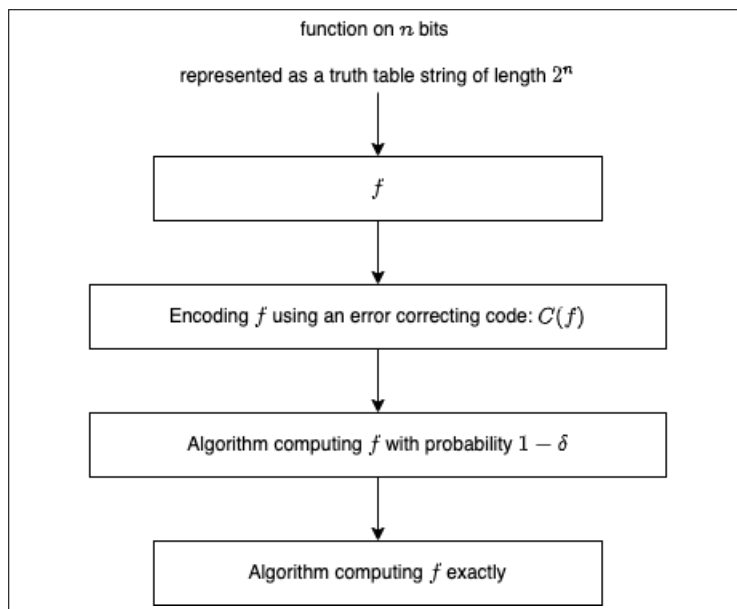 function on n bits
represented as a truth table string of length 2ⁿ
f
Encoding f using an error correcting code: C(f)
Algorithm computing f with probability 1 − δ
Algorithm computing f exactly